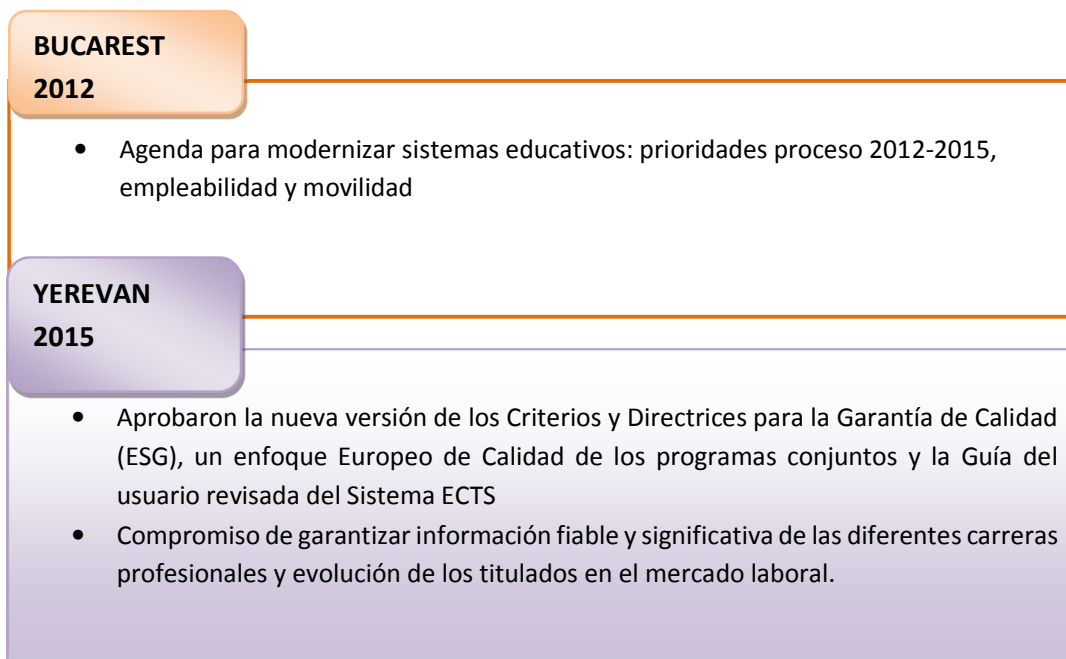 BUCAREST
2012
• Agenda para modernizar sistemas educativos: prioridades proceso 2012-2015,
empleabilidad y movilidad
YEREVAN
2015
• Aprobaron la nueva versión de los Criterios y Directrices para la Garantía de Calidad
(ESG), un enfoque Europeo de Calidad de los programas conjuntos y la Guía del
usuario revisada del Sistema ECTS
• Compromiso de garantizar información fiable y significativa de las diferentes carreras
profesionales y evolución de los titulados en el mercado laboral.